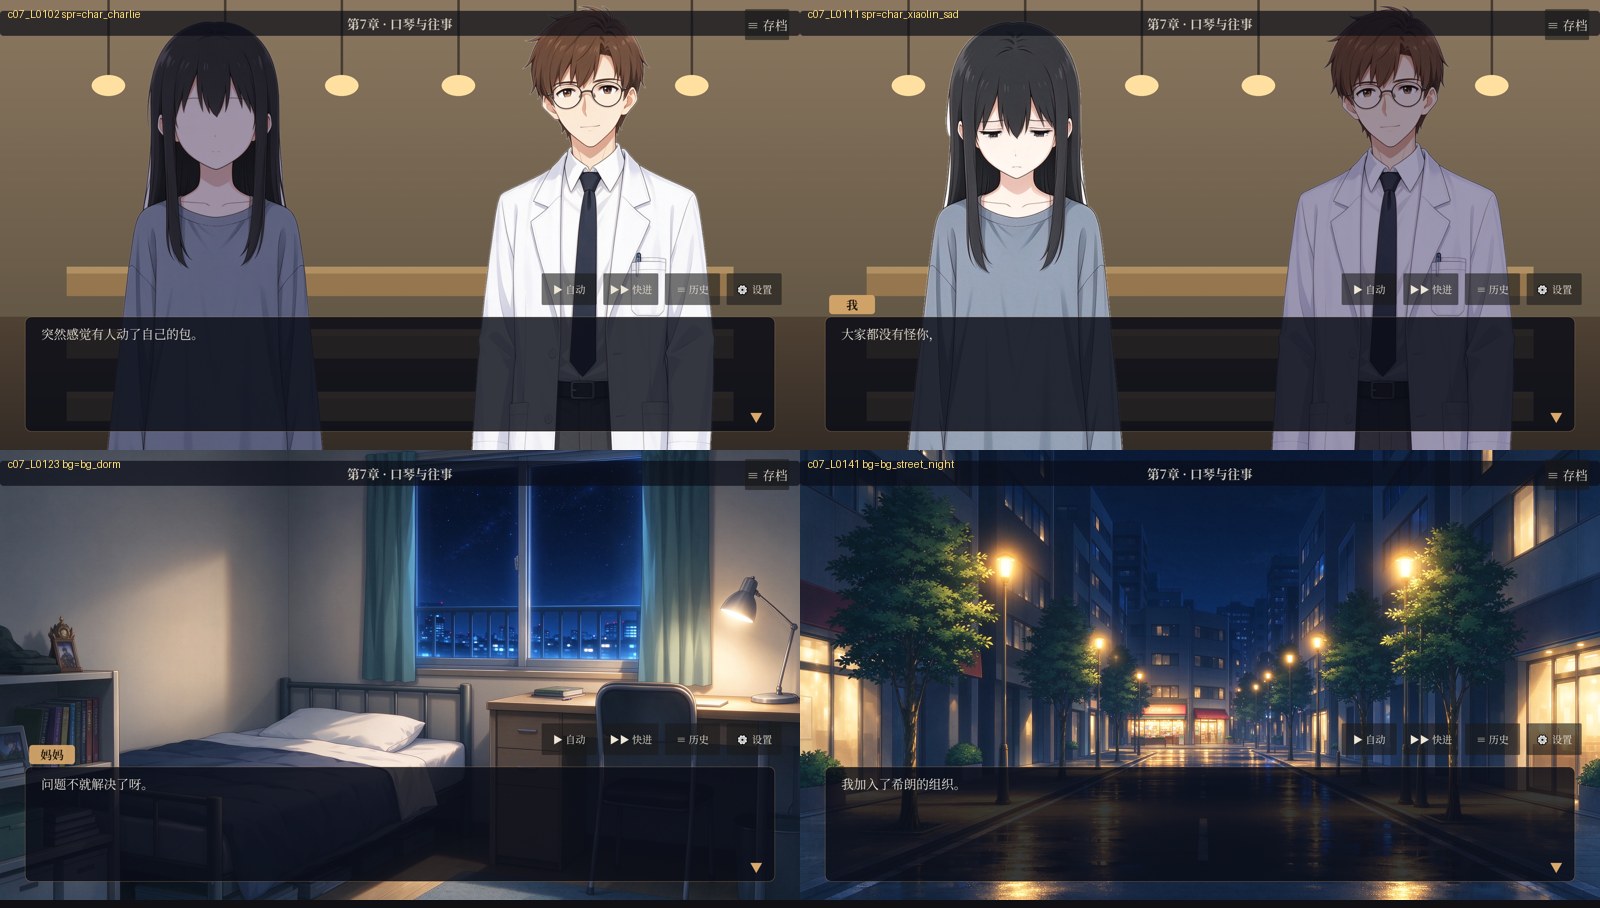 c07_L0102 spr=char_charlie
第7章 · 口琴与往事
≡ 存档
▶ 自动
▶▶ 快进
≡ 历史
设置
突然感觉有人动了自己的包。
c07_L0111 spr=char_xiaolin_sad
第7章 · 口琴与往事
≡ 存档
▶ 自动
▶▶ 快进
≡ 历史
设置
我
大家都没有怪你,
c07_L0123 bg=bg_dorm
第7章 · 口琴与往事
≡ 存档
▶ 自动
▶▶ 快进
≡ 历史
设置
妈妈
问题不就解决了呀。
c07_L0141 bg=bg_street_night
第7章 · 口琴与往事
≡ 存档
▶ 自动
▶▶ 快进
≡ 历史
设置
我加入了希朗的组织。